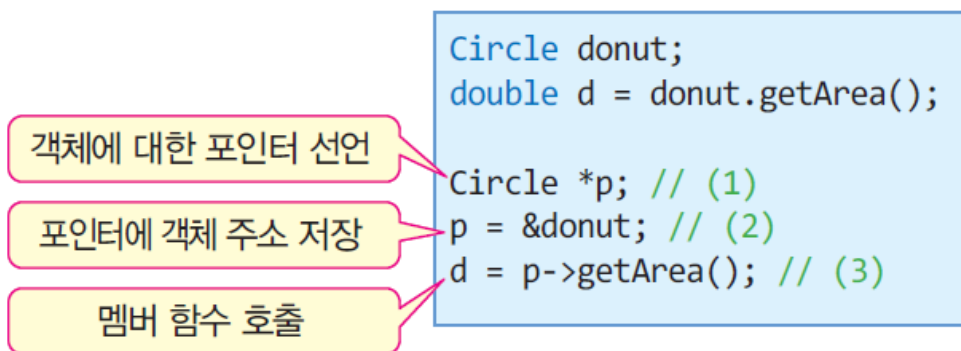 Circle donut;
double d = donut.getArea();
객체에 대한 포인터 선언
Circle *p; // (1)
포인터에 객체 주소 저장
p = &donut; // (2)
d = p->getArea(); // (3)
멤버 함수 호출